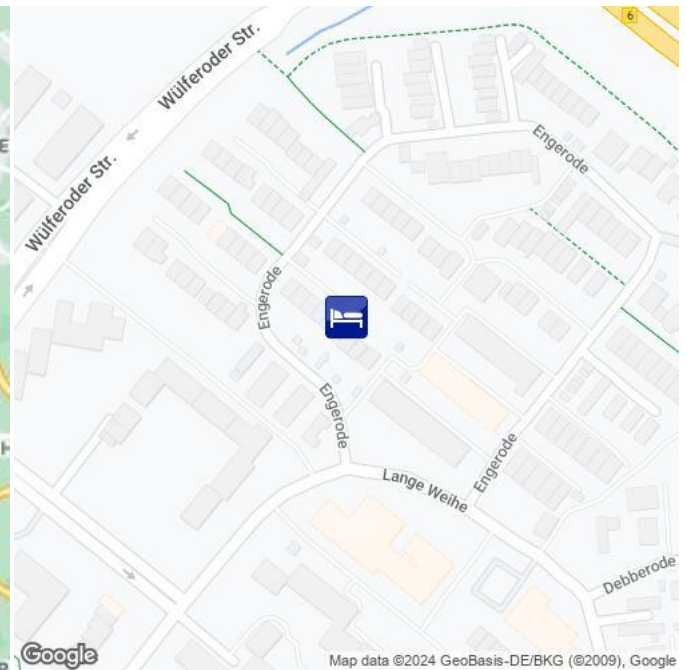 6
Wülferoder Str.
Wülferoder Str.
E
Engerode
Engerode
Engerode
Engerode
Lange Weihe
H
Debberode
Google
Map data ©2024 GeoBasis-DE/BKG (©2009), Google